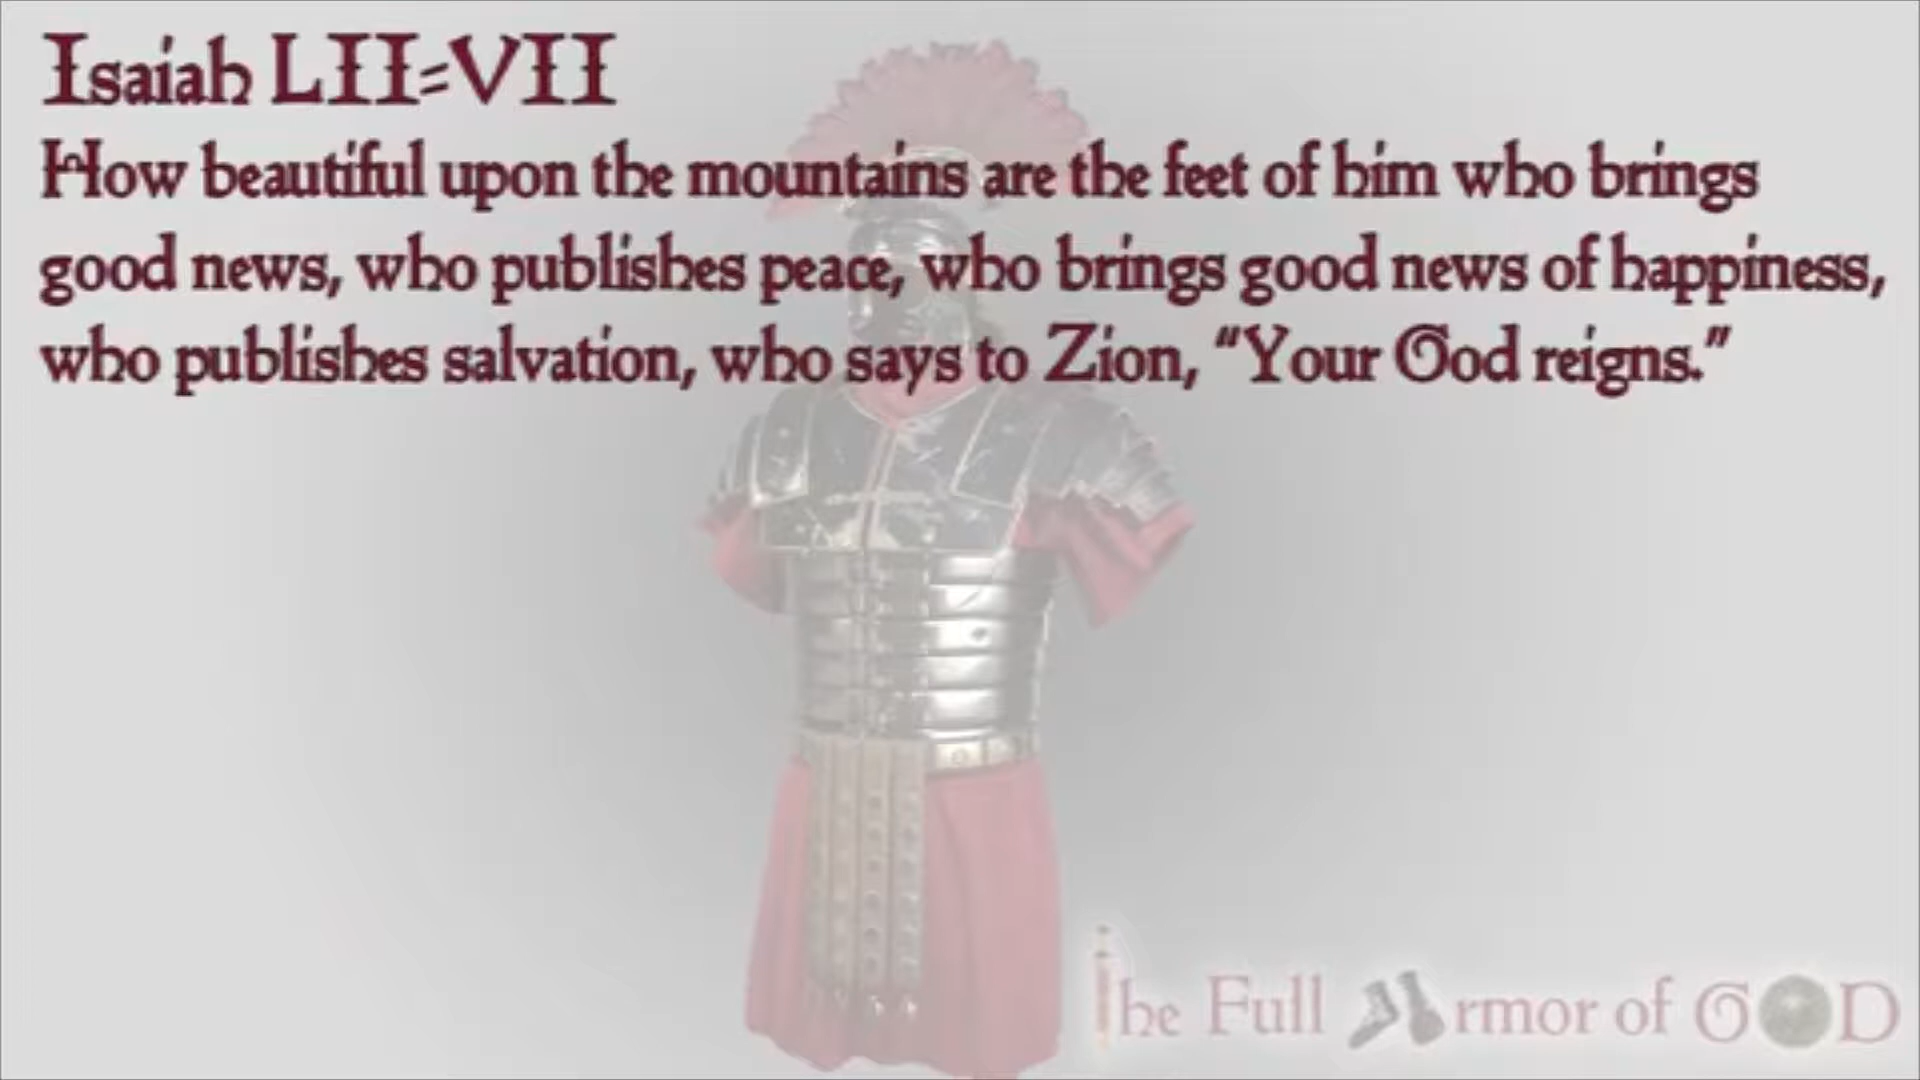 Isaiah LII=VII
How beautiful upon the mountains are the feet of him who brings
good news, who publishes peace, who brings good news of happiness,
who publishes salvation, who says to Zion, “Your God reigns.”
The Full Armor of GOD